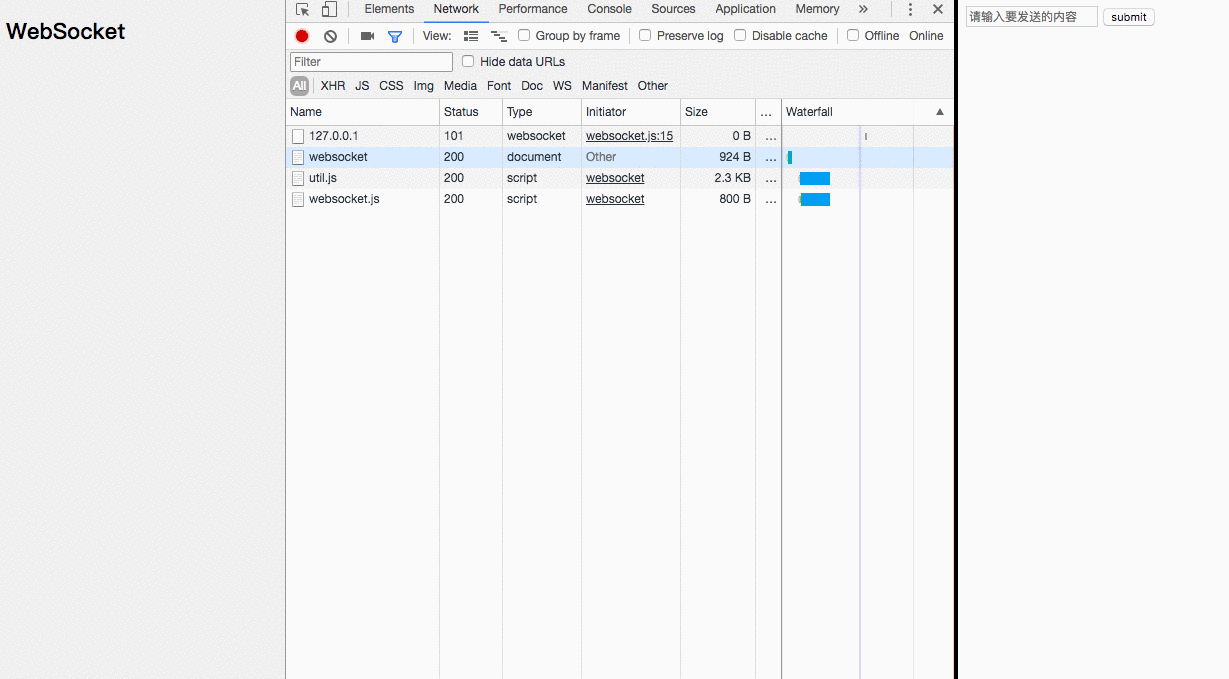 WebSocket
Elements Network Performance Console Sources Application Memory »
View: Group by frame Preserve log Disable cache Offline Online
Filter Hide data URLs
All XHR JS CSS Img Media Font Doc WS Manifest Other
Name Status Type Initiator Size ... Waterfall
127.0.0.1 101 websocket websocket.js:15 0 B ...
websocket 200 document Other 924 B ...
util.js 200 script websocket 2.3 KB ...
websocket.js 200 script websocket 800 B ...
请输入要发送的内容 submit